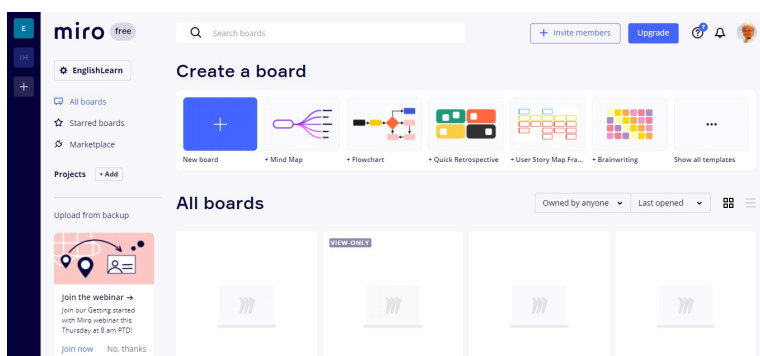 E
miro free
Search boards
+ Invite members
Upgrade
?
7
+
EnglishLearn
Create a board
All boards
Starred boards
Marketplace
New board
+ Mind Map
+ Flowchart
+ Quick Retrospective
+ User Story Map Fra...
+ Brainwriting
...
Show all templates
Projects
+ Add
All boards
Owned by anyone
Last opened
Upload from backup
VIEW-ONLY
Join the webinar →
Join our Getting started
with Miro webinar this
Thursday at 8 am PTD!
Join now No, thanks